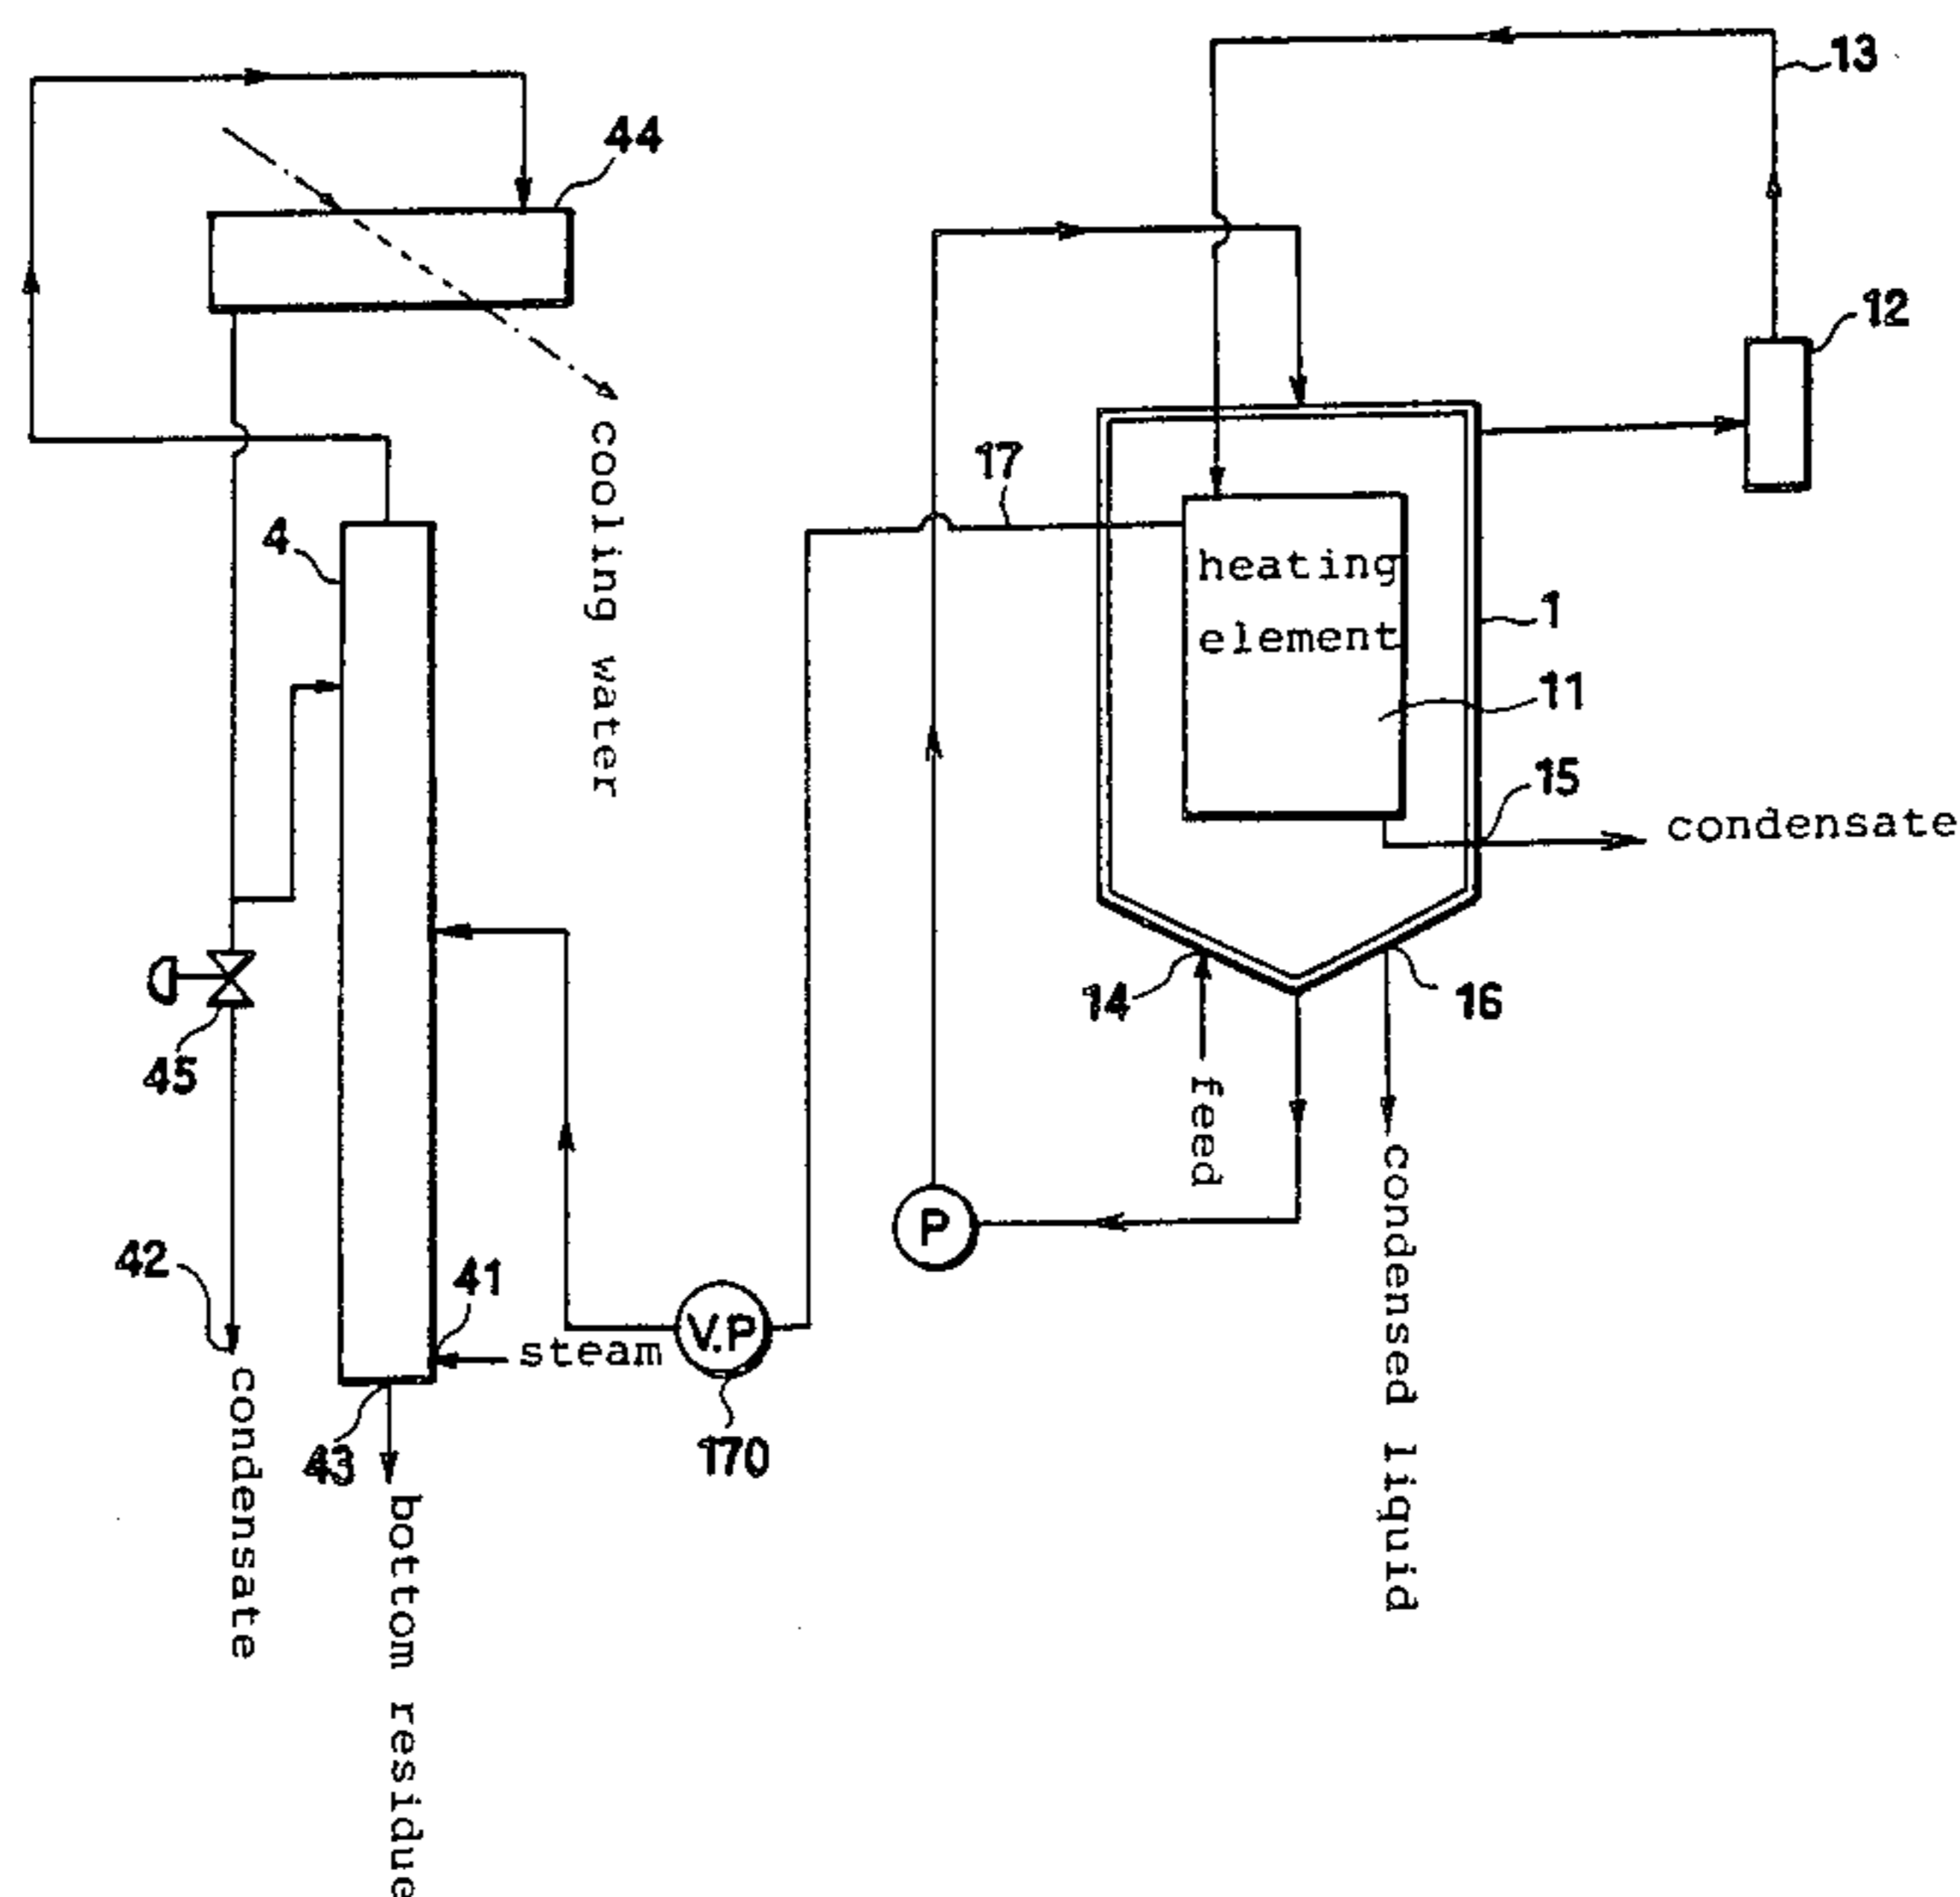 13
44
12
17
4
cooling water
heating
element
1
11
15
condensate
14
16
45
feed
P
condensed liquid
42
41
steam
V.P
condensate
43
170
bottom residue